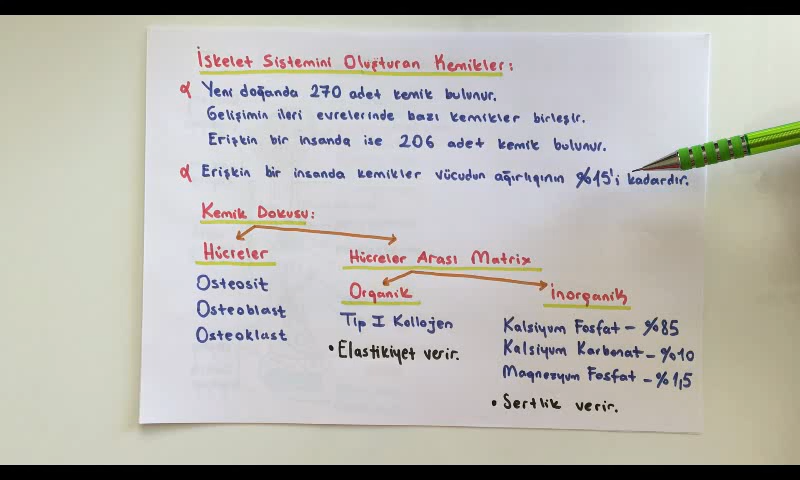 İskelet Sistemini Oluşturan Kemikler:
Yeni doğanda 270 adet kemik bulunur.
Gelişimin ileri evrelerinde bazı kemikler birleşir.
Erişkin bir insanda ise 206 adet kemik bulunur.
Erişkin bir insanda kemikler vücudun ağırlığının %15'i kadardır.
Kemik Dokusu:
Hücreler
Osteosit
Osteoblast
Osteoklast
Hücreler Arası Matrix
Organik
Tip I Kollojen
• Elastikiyet verir.
İnorganik
Kalsiyum Fosfat - %85
Kalsiyum Karbonat - %10
Magnezyum Fosfat - %1,5
• Sertlik verir.